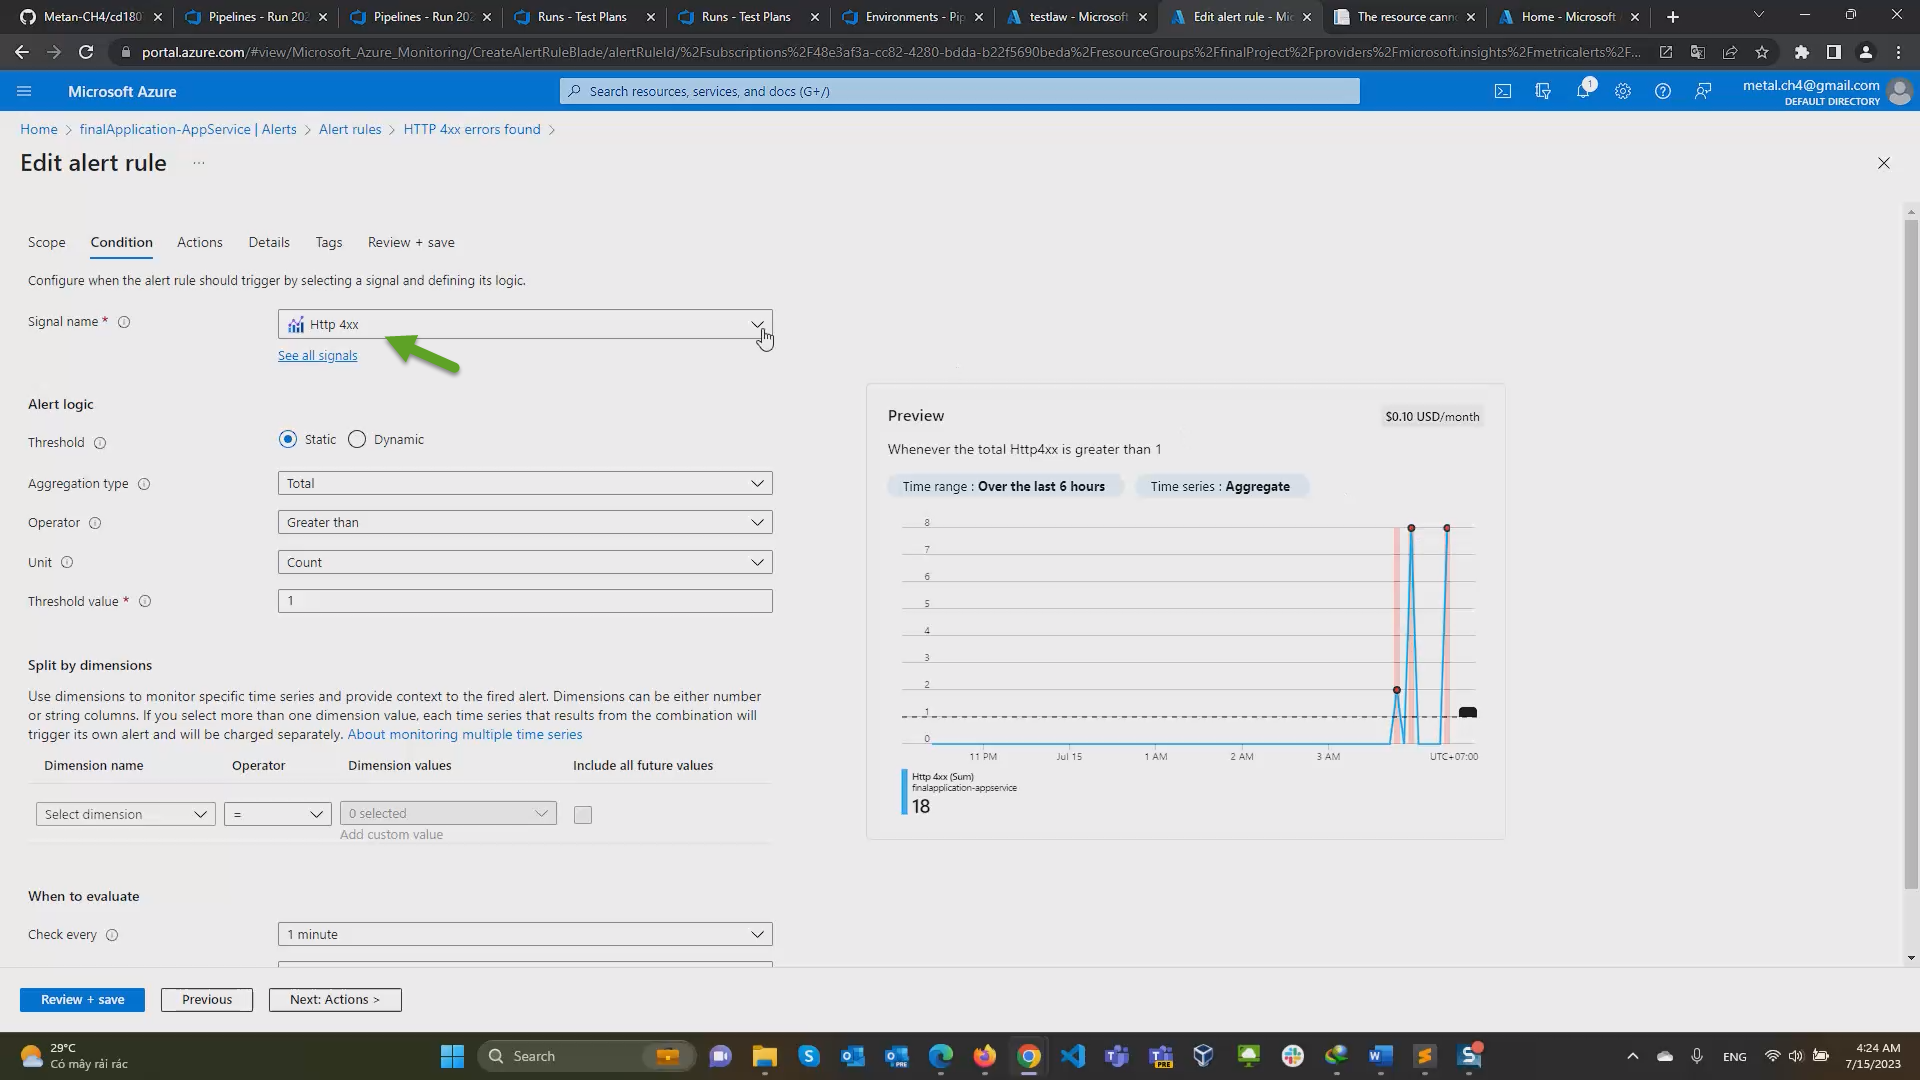 Metan-CH4/cd180
Pipelines - Run 202
Pipelines - Run 202
Runs - Test Plans
Runs - Test Plans
Environments - Pip
testlaw - Microsoft
Edit alert rule - Mic
The resource canno
Home - Microsoft
portal.azure.com/#view/Microsoft_Azure_Monitoring/CreateAlertRuleBlade/alertRuleId/%2Fsubscriptions%2F48e3af3a-cc82-4280-bdda-b22f5690beda%2FresourceGroups%2FfinalProject%2Fproviders%2Fmicrosoft.insights%2Fmetricalerts%2F...
Microsoft Azure
Search resources, services, and docs (G+/)
1
metal.ch4@gmail.com
DEFAULT DIRECTORY
Home > finalApplication-AppService | Alerts > Alert rules > HTTP 4xx errors found >
Edit alert rule ...
Scope Condition Actions Details Tags Review + save
Configure when the alert rule should trigger by selecting a signal and defining its logic.
Signal name *
Http 4xx
See all signals
Alert logic
Threshold
Static Dynamic
Aggregation type
Total
Operator
Greater than
Unit
Count
Threshold value *
1
Split by dimensions
Use dimensions to monitor specific time series and provide context to the fired alert. Dimensions can be either number
or string columns. If you select more than one dimension value, each time series that results from the combination will
trigger its own alert and will be charged separately. About monitoring multiple time series
Dimension name Operator Dimension values Include all future values
Select dimension = 0 selected
Add custom value
When to evaluate
Check every
1 minute
Preview
$0.10 USD/month
Whenever the total Http4xx is greater than 1
Time range : Over the last 6 hours
Time series : Aggregate
8
7
6
5
4
3
2
1
0
11 PM Jul 15 1 AM 2 AM 3 AM UTC+07:00
Http 4xx (Sum)
finalapplication-appservice
18
Review + save Previous Next: Actions >
29°C
Có mây rải rác
Search
PRE
PRE
ENG
4:24 AM
7/15/2023